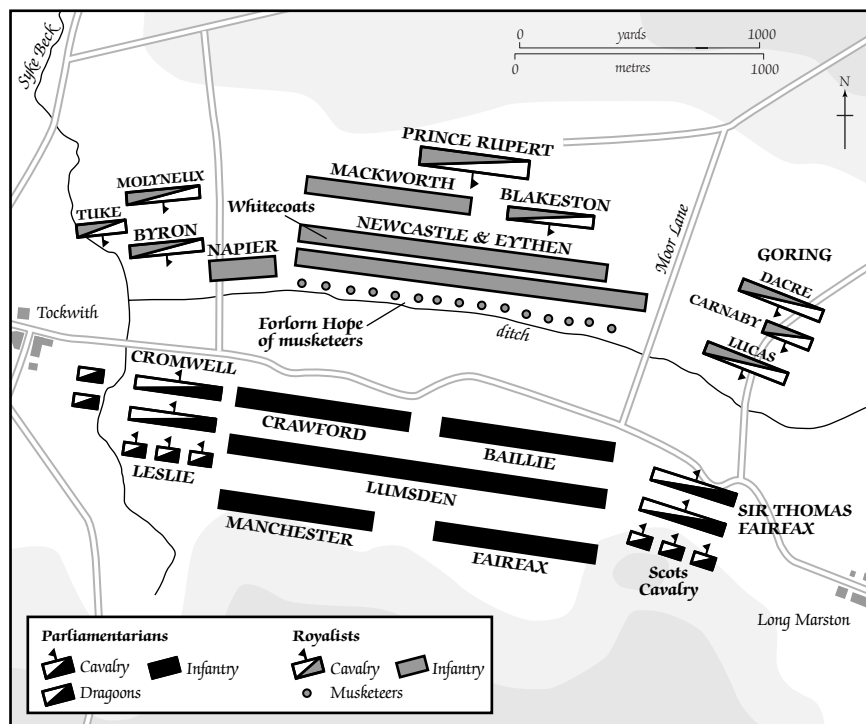 Syke Beck
0 yards 1000
0 metres 1000
N
PRINCE RUPERT
MACKWORTH
MOLYNEUX
BLAKESTON
Whitecoats
TUKE
BYRON
NEWCASTLE & EYTHEN
NAPIER
Moor Lane
GORING
DACRE
CARNABY
LUCAS
Tockwith
Forlorn Hope
of musketeers
ditch
CROMWELL
CRAWFORD
BAILLIE
LESLIE
LUMSDEN
SIR THOMAS
FAIRFAX
MANCHESTER
FAIRFAX
Scots
Cavalry
Long Marston
Parliamentarians
Cavalry
Infantry
Dragoons
Royalists
Cavalry
Infantry
Musketeers